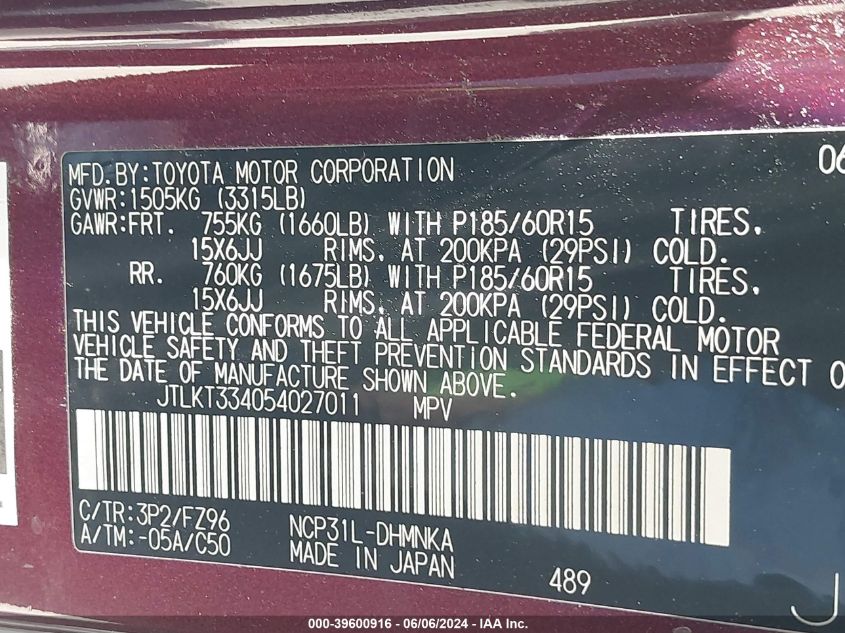 06
MFD.BY:TOYOTA MOTOR CORPORATION
GVWR:1505KG (3315LB)
GAWR:FRT. 755KG (1660LB) WITH P185/60R15 TIRES,
15X6JJ RIMS, AT 200KPA (29PSI) COLD.
RR. 760KG (1675LB) WITH P185/60R15 TIRES,
15X6JJ RIMS, AT 200KPA (29PSI) COLD.
THIS VEHICLE CONFORMS TO ALL APPLICABLE FEDERAL MOTOR
VEHICLE SAFETY AND THEFT PREVENTION STANDARDS IN EFFECT O
THE DATE OF MANUFACTURE SHOWN ABOVE.
JTLKT334054027011 MPV
C/TR:3P2/FZ96 NCP31L-DHMNKA
A/TM:-05A/C50 MADE IN JAPAN 489
J
000-39600916 - 06/06/2024 - IAA Inc.